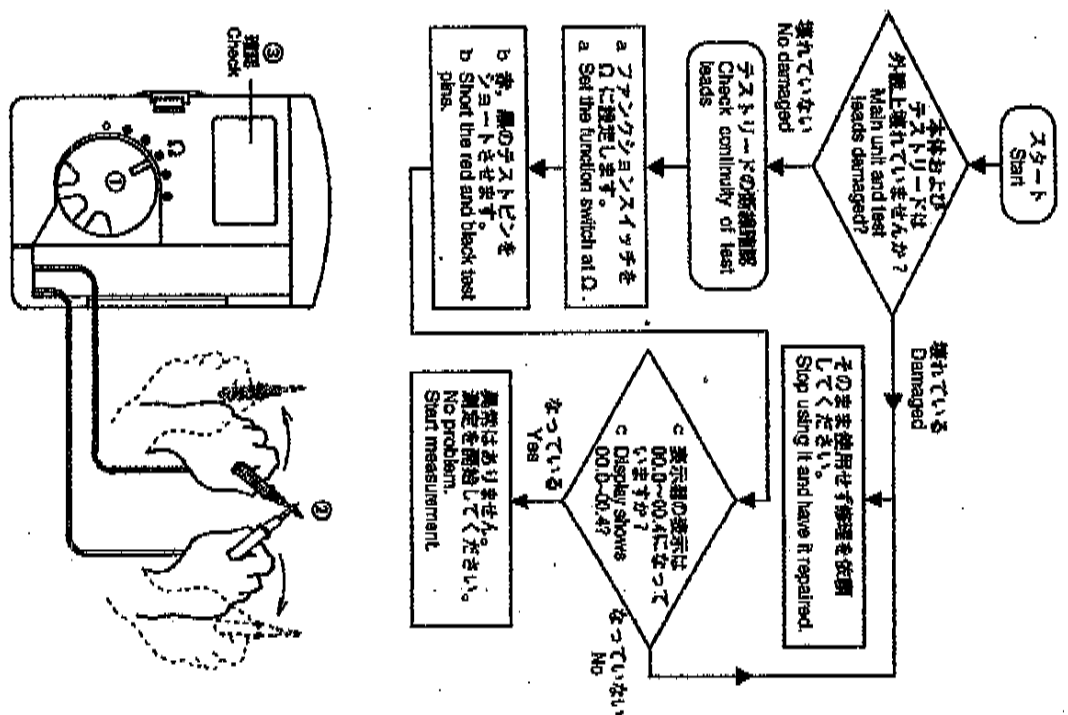 スタート
Start
本体および
テストリードは
外観上壊れていませんか?
Main unit and test
leads damaged?
壊れていない
No damaged
壊れている
Damaged
そのまま使用せず修理を依頼
してください。
Stop using it and have it repaired.
テストリードの断線確認
Check continuity of test
leads
a ファンクションスイッチを
Ω に設定します。
a Set the function switch at Ω.
b 赤、黒のテストピンを
ショートさせます。
b Short the red and black test
pins.
c 表示器の表示は
00.0~00.4になって
いますか?
c Display shows
00.0~00.4?
なっている
Yes
なっていない
No
異常はありません。
測定を開始してください。
No problem.
Start measurement.
③
確認
Check
Ω
①
②